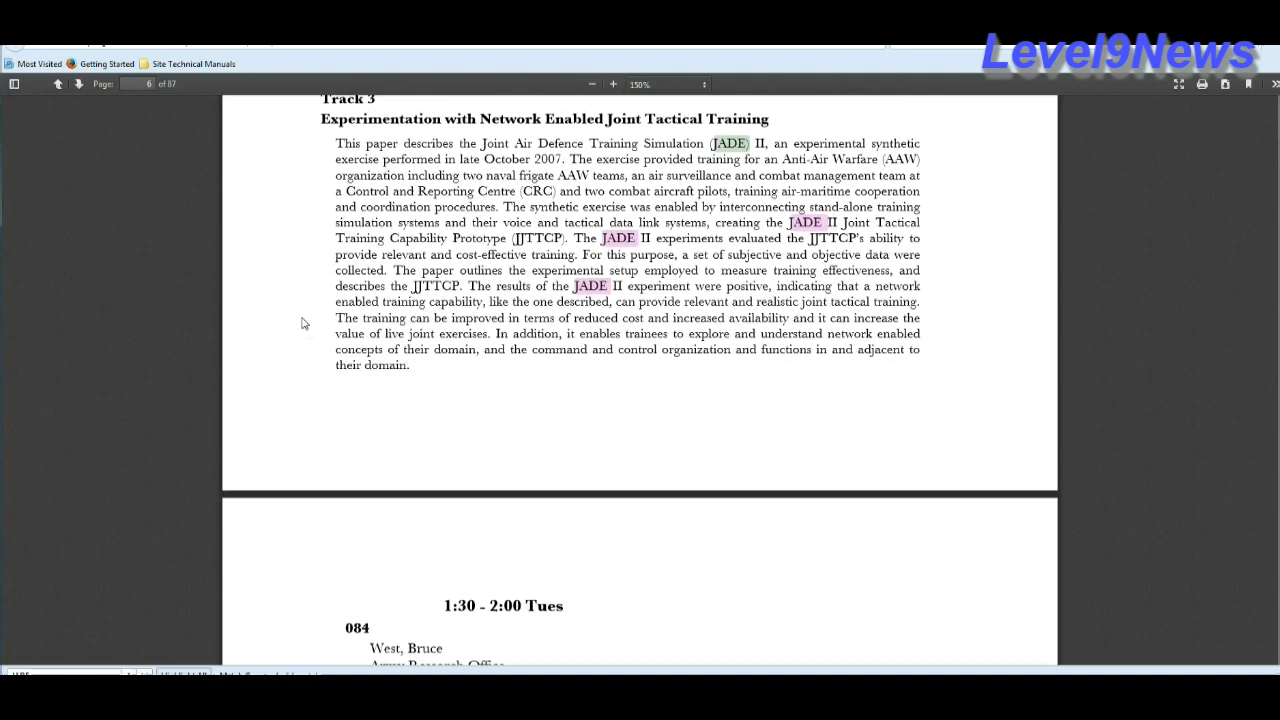 Level9News
Most Visited Getting Started Site Technical Manuals
Page: 6 of 87 150%
Track 3
Experimentation with Network Enabled Joint Tactical Training
This paper describes the Joint Air Defence Training Simulation (JADE) II, an experimental synthetic
exercise performed in late October 2007. The exercise provided training for an Anti-Air Warfare (AAW)
organization including two naval frigate AAW teams, an air surveillance and combat management team at
a Control and Reporting Centre (CRC) and two combat aircraft pilots, training air-maritime cooperation
and coordination procedures. The synthetic exercise was enabled by interconnecting stand-alone training
simulation systems and their voice and tactical data link systems, creating the JADE II Joint Tactical
Training Capability Prototype (JJTTCP). The JADE II experiments evaluated the JJTTCP's ability to
provide relevant and cost-effective training. For this purpose, a set of subjective and objective data were
collected. The paper outlines the experimental setup employed to measure training effectiveness, and
describes the JJTTCP. The results of the JADE II experiment were positive, indicating that a network
enabled training capability, like the one described, can provide relevant and realistic joint tactical training.
The training can be improved in terms of reduced cost and increased availability and it can increase the
value of live joint exercises. In addition, it enables trainees to explore and understand network enabled
concepts of their domain, and the command and control organization and functions in and adjacent to
their domain.
1:30 - 2:00 Tues
084
West, Bruce
Army Research Office